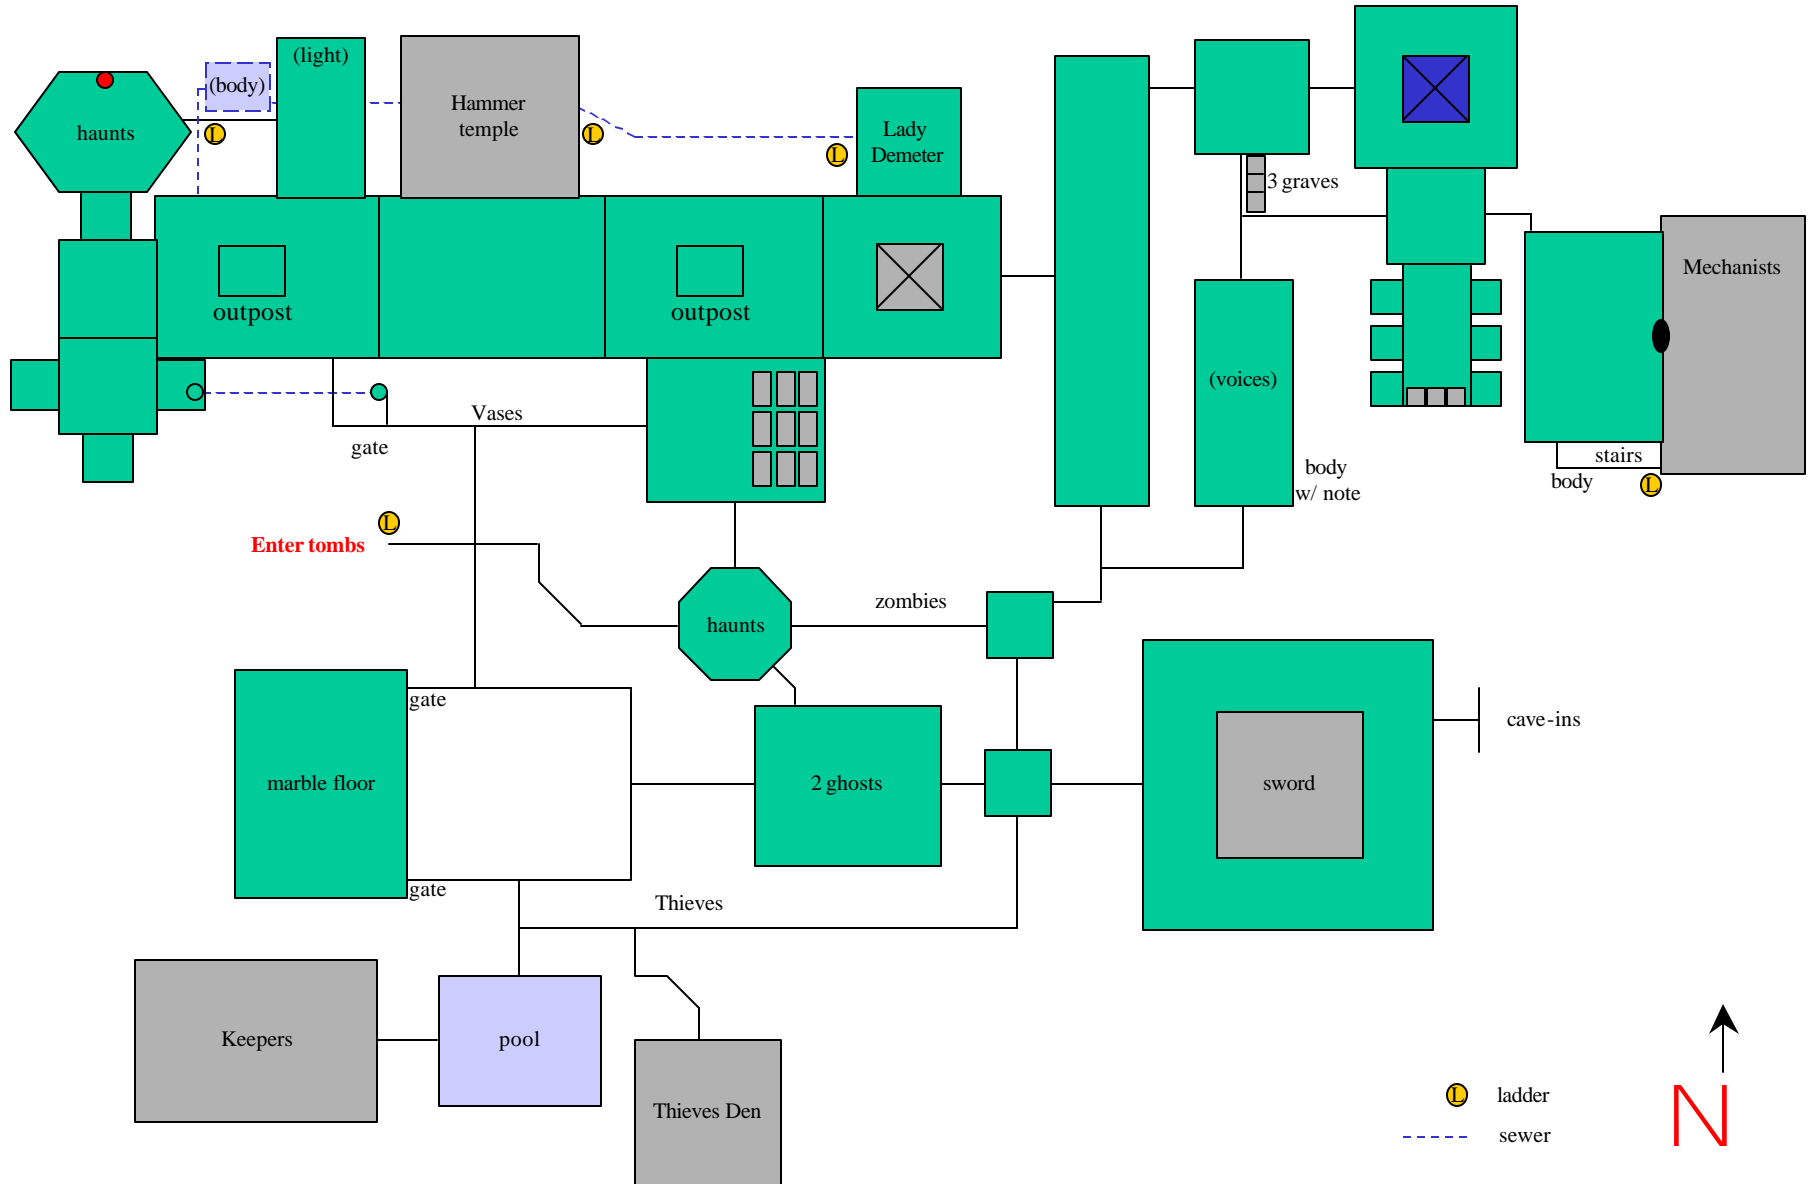 (light)
(body)
haunts
L
Hammer
temple
L
L
Lady
Demeter
3 graves
Mechanists
outpost
outpost
(voices)
Vases
gate
stairs
body
w/ note
body
L
L
Enter tombs
zombies
haunts
gate
cave-ins
marble floor
2 ghosts
sword
gate
Thieves
Keepers
pool
Thieves Den
L ladder
sewer
N